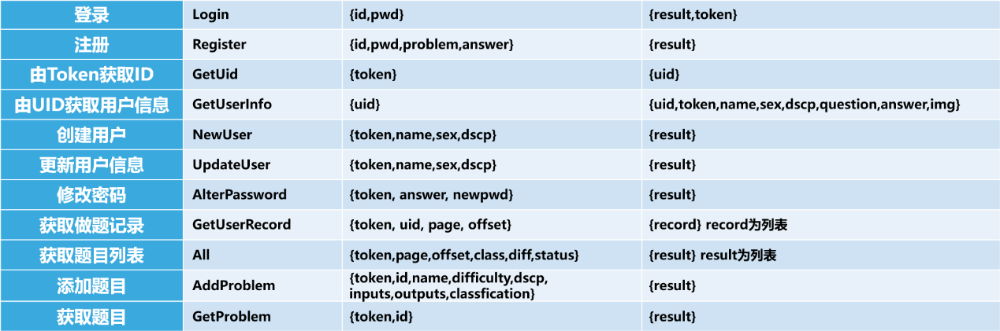 登录 Login {id,pwd} {result,token}
注册 Register {id,pwd,problem,answer} {result}
由Token获取ID GetUid {token} {uid}
由UID获取用户信息 GetUserInfo {uid} {uid,token,name,sex,dscp,question,answer,img}
创建用户 NewUser {token,name,sex,dscp} {result}
更新用户信息 UpdateUser {token,name,sex,dscp} {result}
修改密码 AlterPassword {token, answer, newpwd} {result}
获取做题记录 GetUserRecord {token, uid, page, offset} {record} record为列表
获取题目列表 All {token,page,offset,class,diff,status} {result} result为列表
添加题目 AddProblem {token,id,name,difficulty,dscp,
inputs,outputs,classfication} {result}
获取题目 GetProblem {token,id} {result}